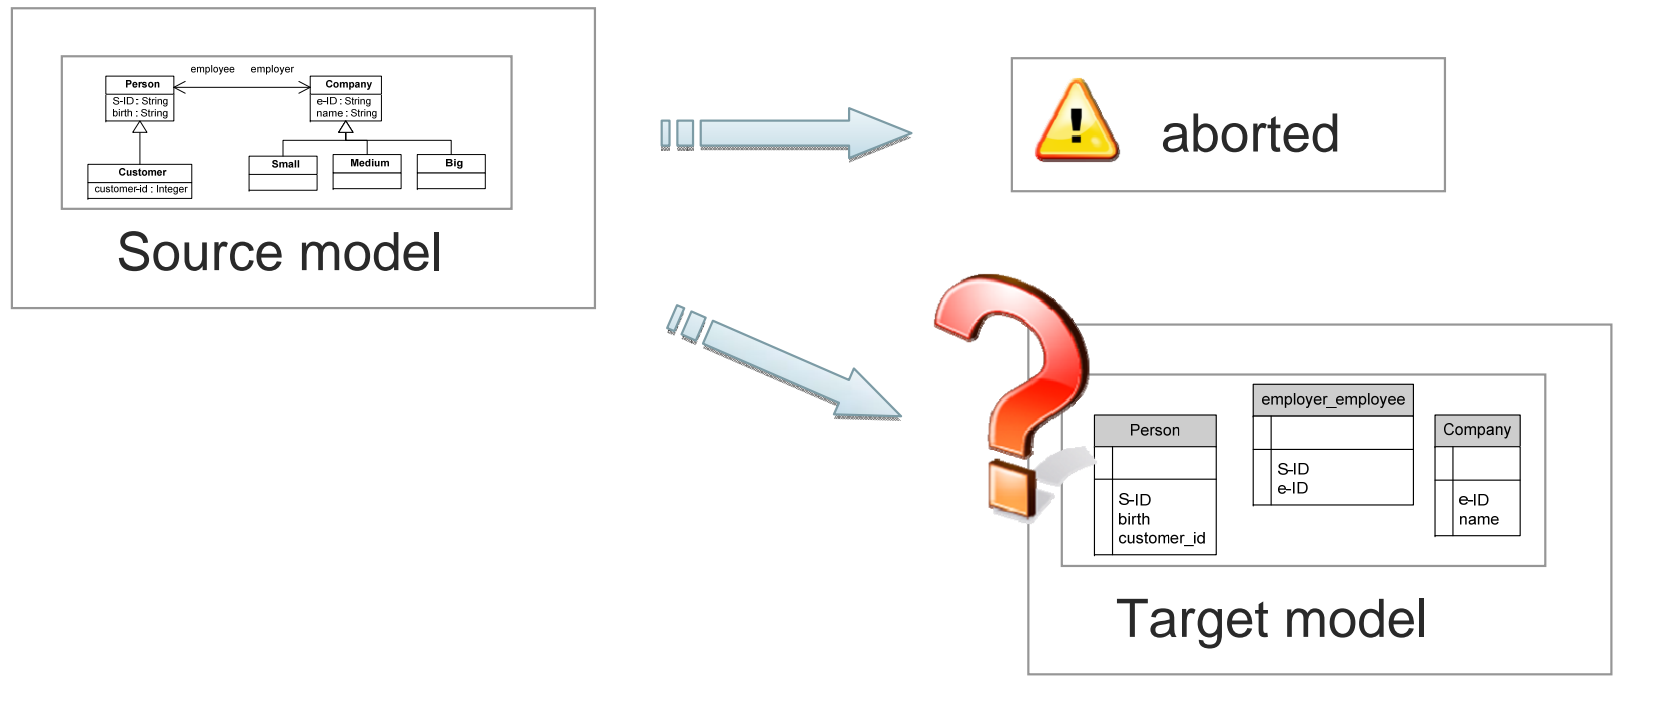 employee employer
Person
S-ID : String
birth : String
Company
e-ID : String
name : String
Customer
customer-id : Integer
Small
Medium
Big
Source model
aborted
Person
S-ID
birth
customer_id
employer_employee
S-ID
e-ID
Company
e-ID
name
Target model